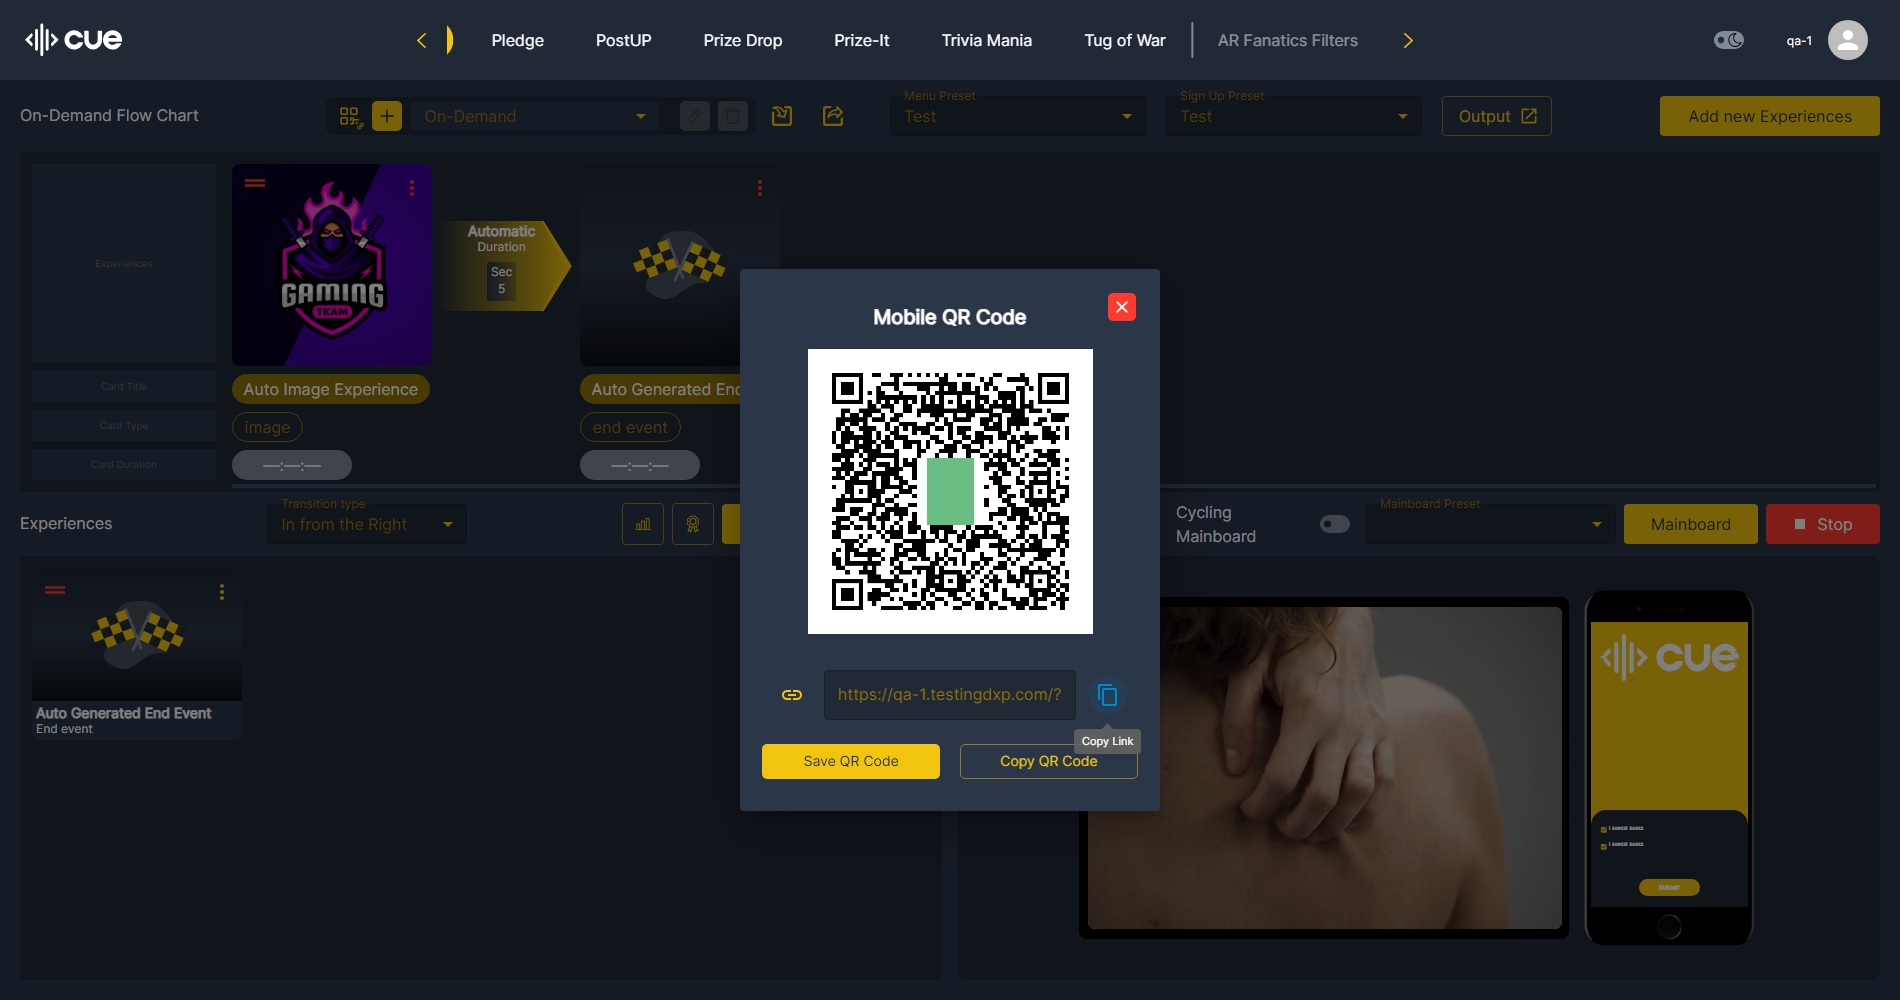 cue
Pledge
PostUP
Prize Drop
Prize-It
Trivia Mania
Tug of War
AR Fanatics Filters
qa-1
On-Demand Flow Chart
On-Demand
Menu Preset
Test
Sign Up Preset
Test
Output
Add new Experiences
Experiences
Card Title
Card Type
Card Duration
GAMING
TEAM
Auto Image Experience
image
—:—:—
Automatic
Duration
Sec
5
Auto Generated End
end event
—:—:—
Mobile QR Code
https://qa-1.testingdxp.com/?
Copy Link
Save QR Code
Copy QR Code
Experiences
Transition type
In from the Right
Cycling
Mainboard
Mainboard Preset
Mainboard
Stop
Auto Generated End Event
End event
cue
SUBMIT